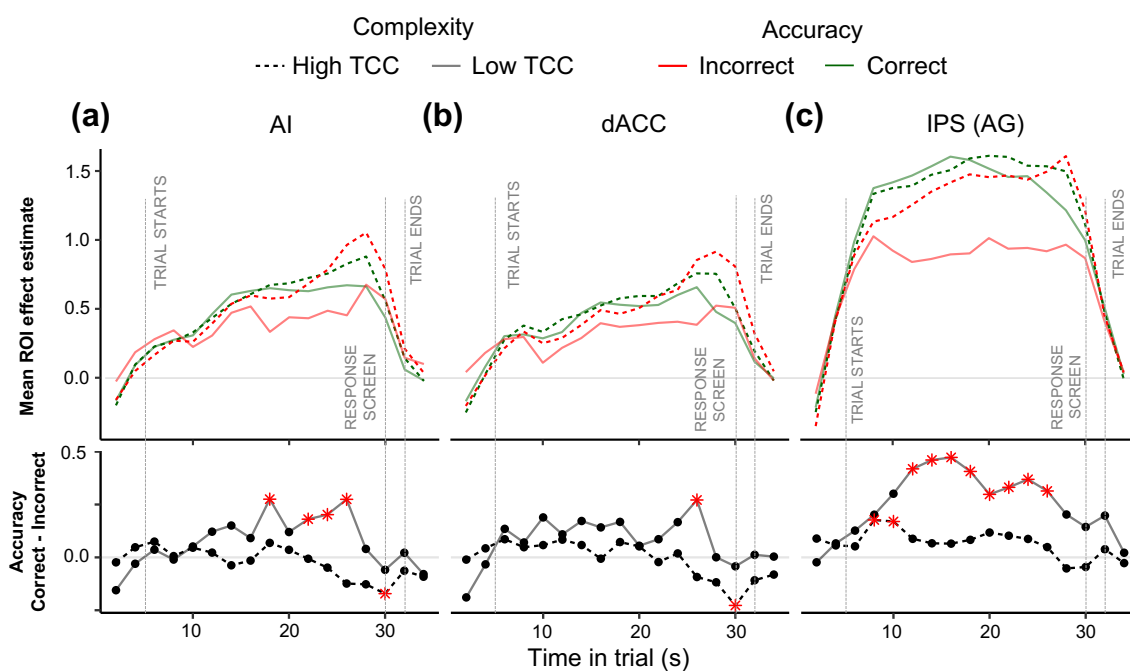 Complexity Accuracy
High TCC Low TCC Incorrect Correct
(a) AI (b) dACC (c) IPS (AG)
Mean ROI effect estimate
1.5
1.0
0.5
0.0
TRIAL STARTS
RESPONSE
SCREEN
TRIAL ENDS
TRIAL STARTS
RESPONSE
SCREEN
TRIAL ENDS
TRIAL STARTS
RESPONSE
SCREEN
TRIAL ENDS
Accuracy
Correct - Incorrect
0.5
0.0
10 20 30 10 20 30 10 20 30
Time in trial (s)